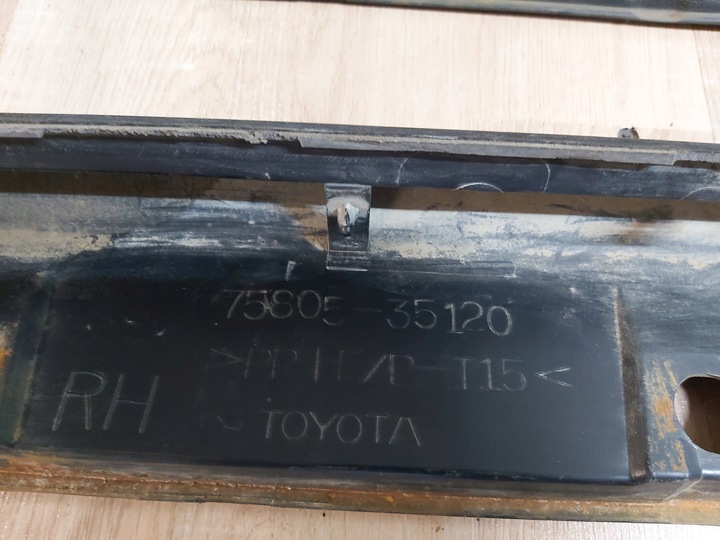 75805-35120
>PP+E/P-T15<
RH
TOYOTA